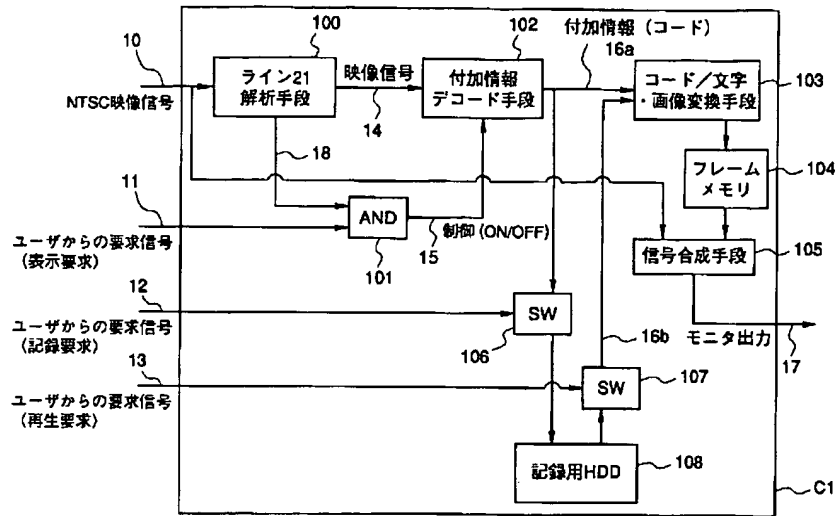 100
102
付加情報(コード)
16a
10
ライン21
解析手段
映像信号
付加情報
デコード手段
コード/文字
・画像変換手段
103
NTSC映像信号
14
18
フレーム
メモリ
104
11
AND
ユーザからの要求信号
(表示要求)
101
15
制御(ON/OFF)
信号合成手段
105
12
SW
ユーザからの要求信号
(記録要求)
106
16b
モニタ出力
17
13
SW
107
ユーザからの要求信号
(再生要求)
記録用HDD
108
C1